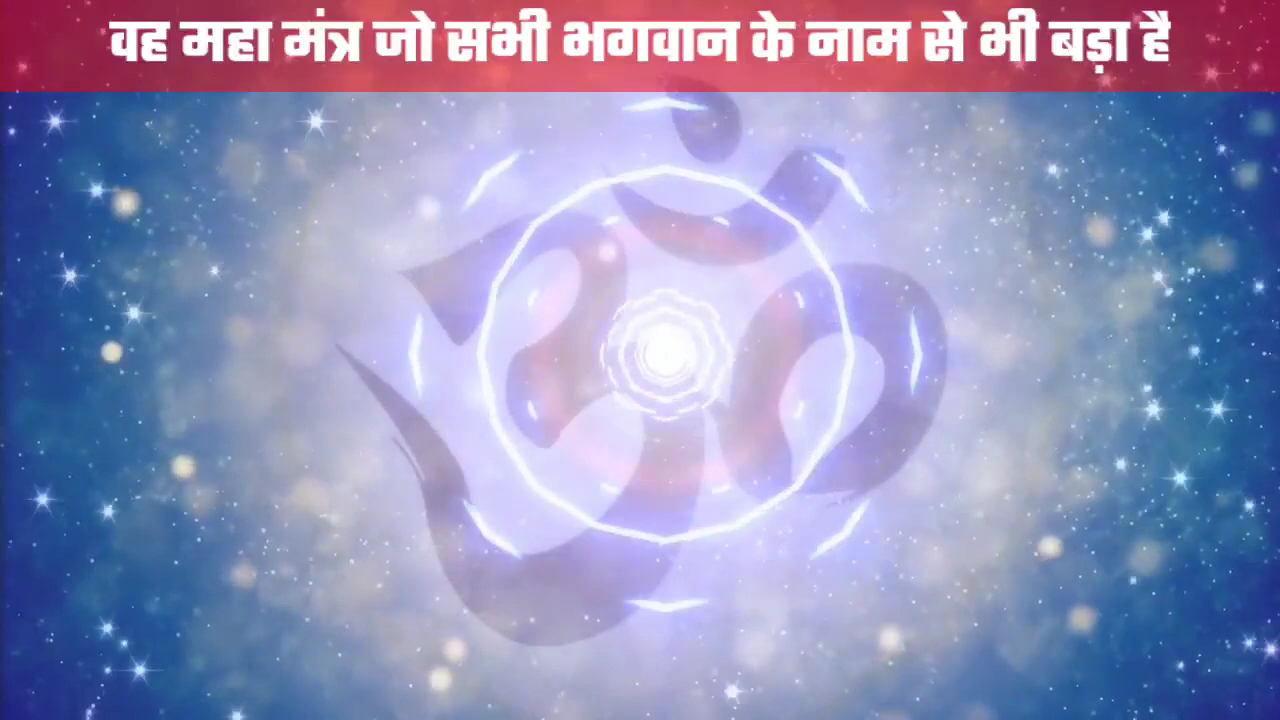 वह महा मंत्र जो सभी भगवान के नाम से भी बड़ा है
ॐ